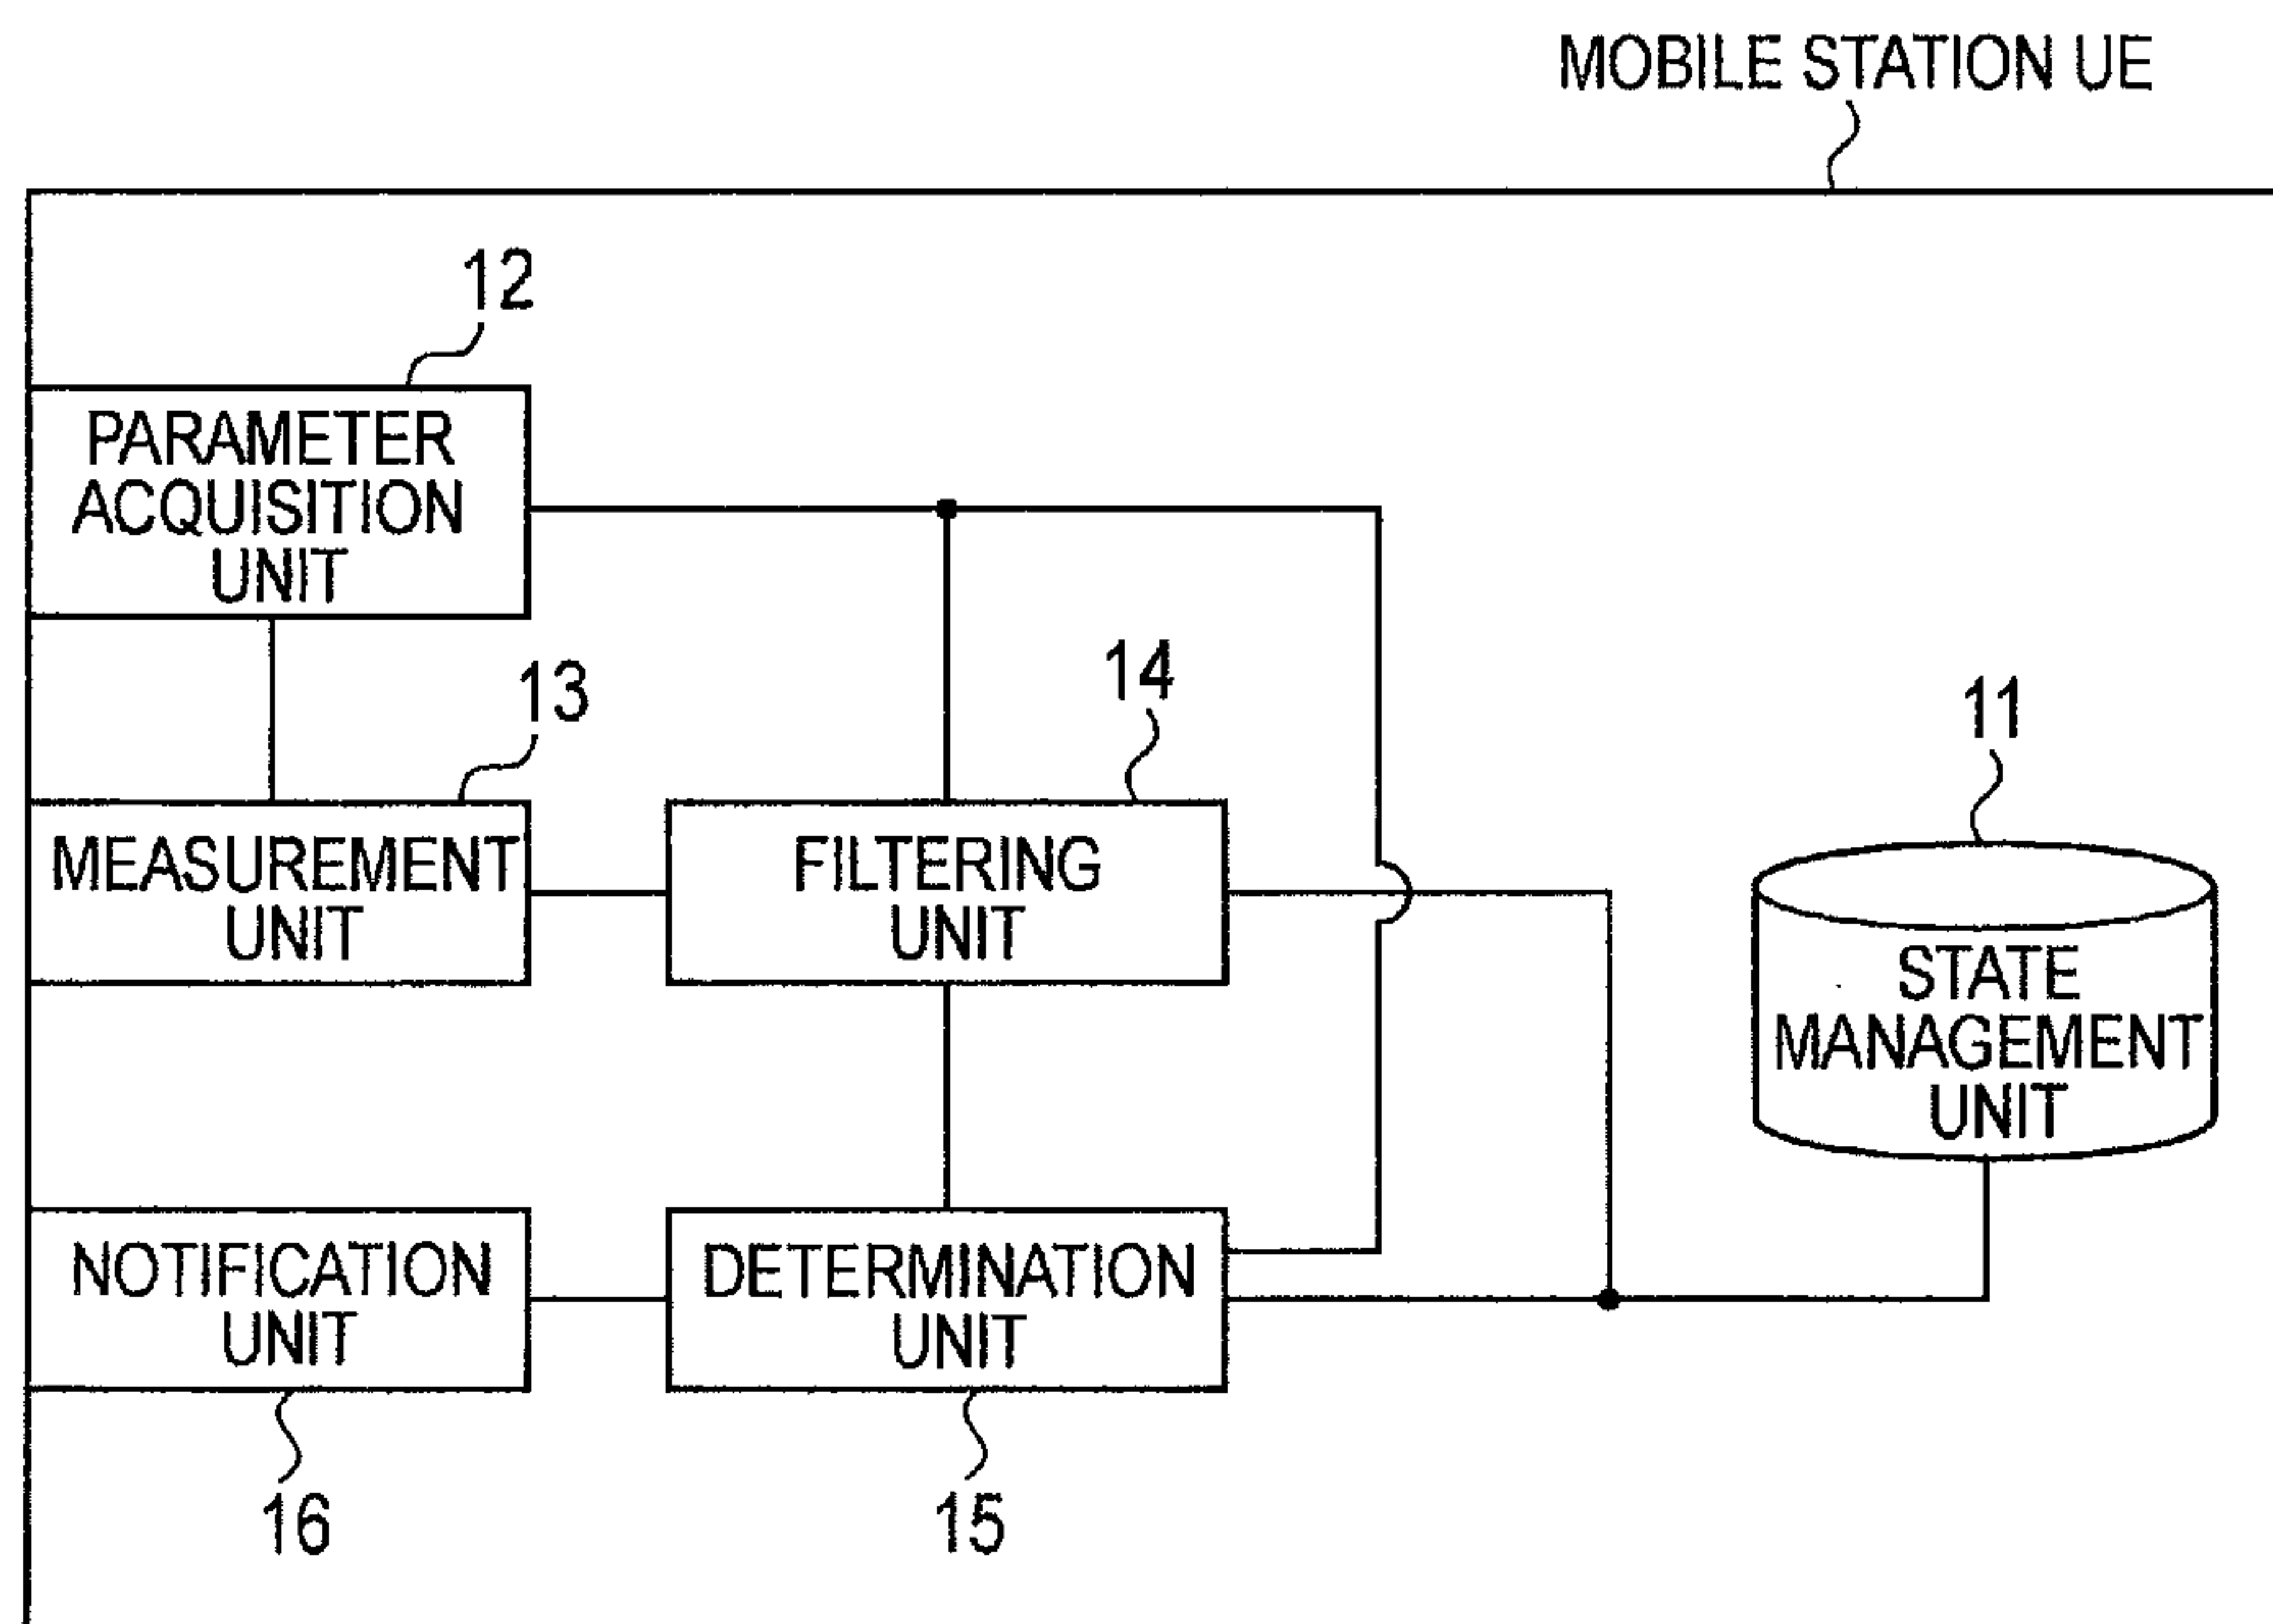 MOBILE STATION UE
12
PARAMETER
ACQUISITION
UNIT
13
MEASUREMENT
UNIT
14
FILTERING
UNIT
11
STATE
MANAGEMENT
UNIT
NOTIFICATION
UNIT
16
DETERMINATION
UNIT
15